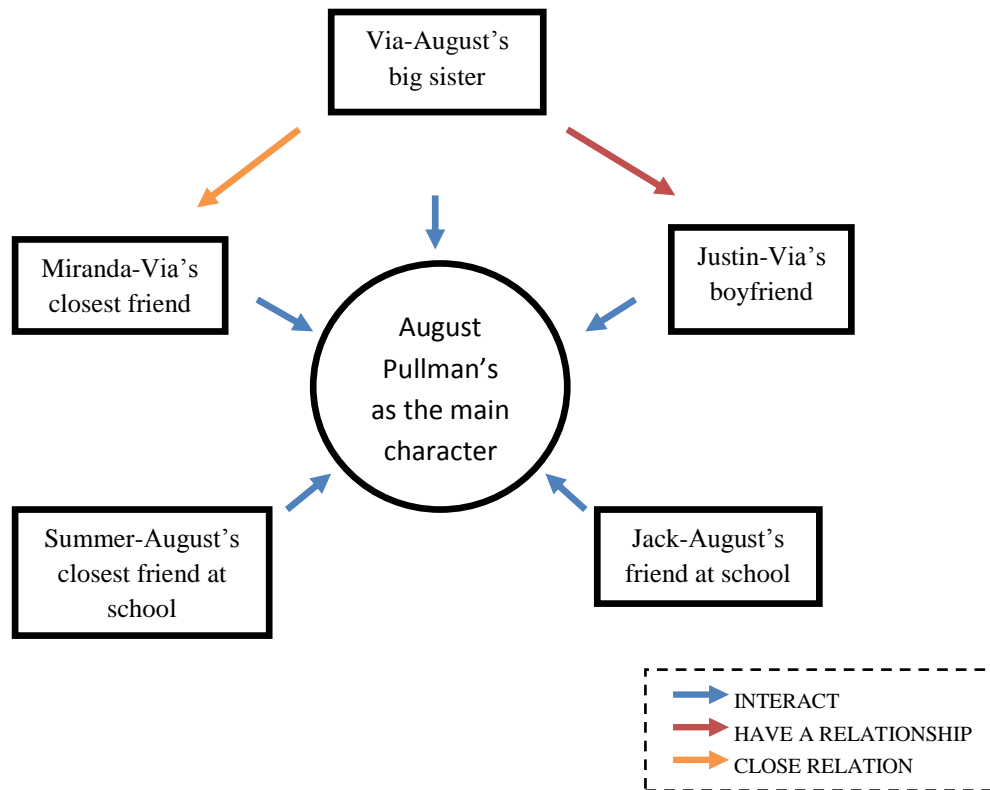 Via-August’s
big sister
Miranda-Via’s
closest friend
Justin-Via’s
boyfriend
August
Pullman’s
as the main
character
Summer-August’s
closest friend at
school
Jack-August’s
friend at school
INTERACT
HAVE A RELATIONSHIP
CLOSE RELATION